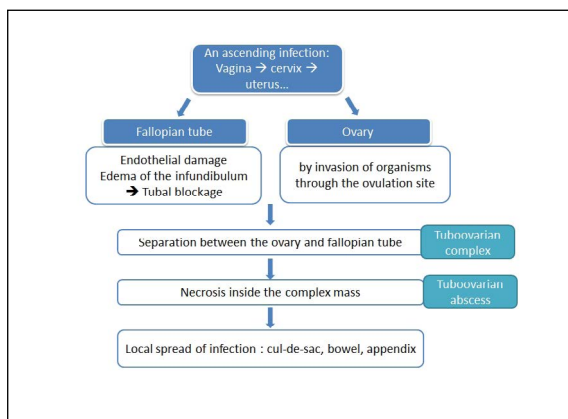 An ascending infection:
Vagina → cervix →
uterus…
Fallopian tube
Ovary
Endothelial damage
Edema of the infundibulum
→ Tubal blockage
by invasion of organisms
through the ovulation site
Separation between the ovary and fallopian tube
Tuboovarian
complex
Necrosis inside the complex mass
Tuboovarian
abscess
Local spread of infection : cul-de-sac, bowel, appendix